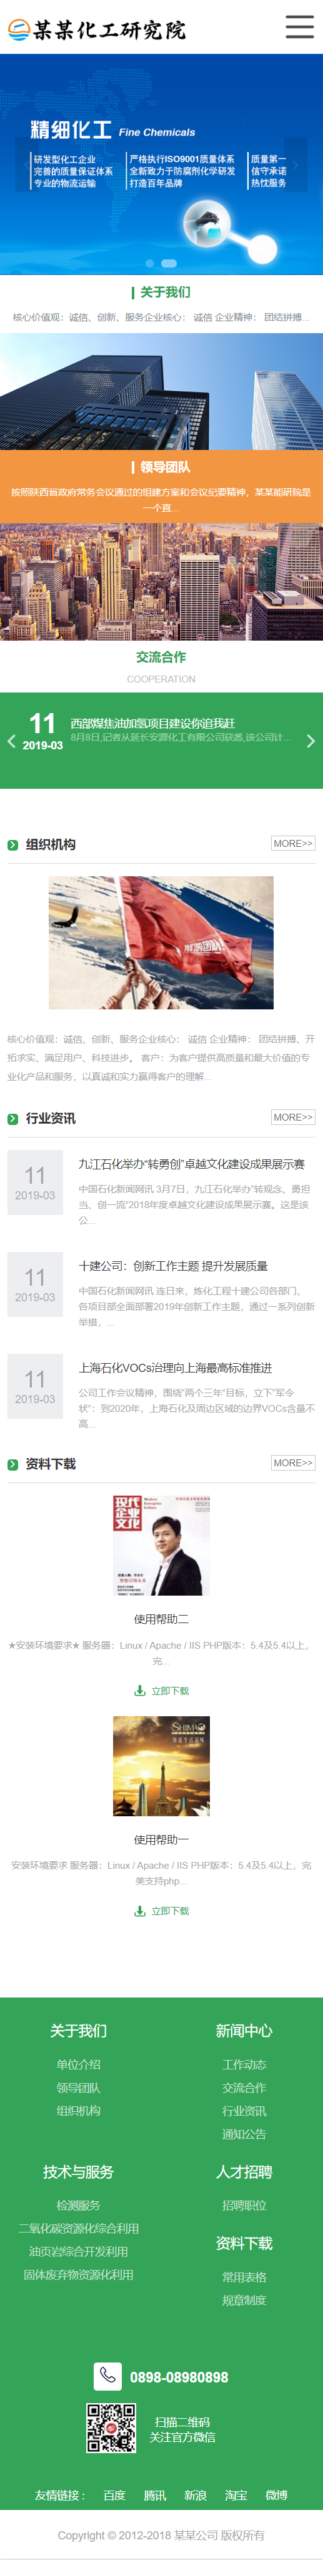 某某化工研究院
精细化工 Fine Chemicals
研发型化工企业
完善的质量保证体系
专业的物流运输
严格执行ISO9001质量体系
全新致力于防腐剂化学研发
打造百年品牌
质量第一
信守承诺
热忱服务
关于我们
核心价值观：诚信、创新、服务企业核心： 诚信 企业精神： 团结拼搏...
领导团队
按照陕西省政府常务会议通过的组建方案和会议纪要精神，某某能研院是
一个直...
交流合作
COOPERATION
11
2019-03
西部煤焦油加氢项目建设你追我赶
8月8日,记者从延长安源化工有限公司获悉,该公司计...
组织机构
MORE>>
核心价值观：诚信、创新、服务企业核心： 诚信 企业精神： 团结拼搏、开
拓求实、满足用户、科技进步。 客户：为客户提供高质量和最大价值的专
业化产品和服务，以真诚和实力赢得客户的理解...
行业资讯
MORE>>
11
2019-03
九江石化举办“转勇创”卓越文化建设成果展示赛
中国石化新闻网讯 3月7日，九江石化举办“转观念、勇担
当、创一流”2018年度卓越文化建设成果展示赛。这是该
公...
11
2019-03
十建公司：创新工作主题 提升发展质量
中国石化新闻网讯 连日来，炼化工程十建公司各部门、
各项目部全面部署2019年创新工作主题，通过一系列创新
举措，...
11
2019-03
上海石化VOCs治理向上海最高标准推进
公司工作会议精神，围绕“两个三年”目标，立下“军令
状”：到2020年，上海石化及周边区域的边界VOCs含量不
高...
资料下载
MORE>>
现代企业文化
使用帮助二
★安装环境要求★ 服务器：Linux / Apache / IIS PHP版本：5.4及5.4以上，
完...
立即下载
SHIMAO
使用帮助一
安装环境要求 服务器：Linux / Apache / IIS PHP版本：5.4及5.4以上，完
美支持php...
立即下载
关于我们
单位介绍
领导团队
组织机构
新闻中心
工作动态
交流合作
行业资讯
通知公告
技术与服务
检测服务
二氧化碳资源化综合利用
油页岩综合开发利用
固体废弃物资源化利用
人才招聘
招聘职位
资料下载
常用表格
规章制度
0898-08980898
扫描二维码
关注官方微信
友情链接： 百度 腾讯 新浪 淘宝 微博
Copyright © 2012-2018 某某公司 版权所有